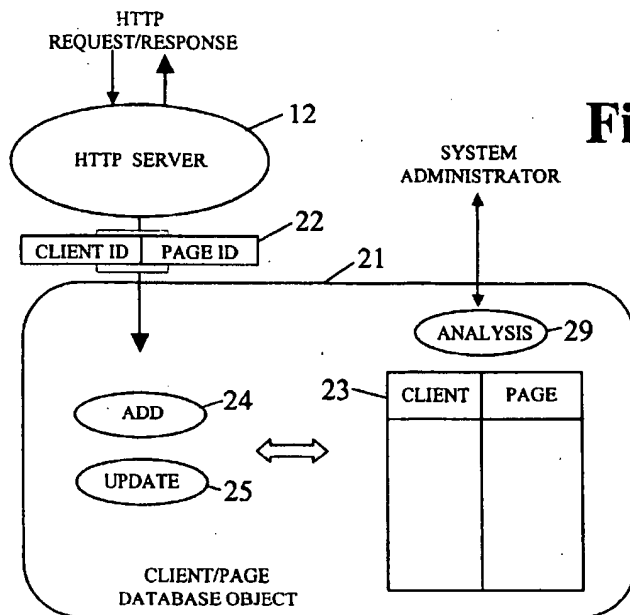 HTTP
REQUEST/RESPONSE
12
HTTP SERVER
Fi
SYSTEM
ADMINISTRATOR
22
CLIENT ID PAGE ID
21
ANALYSIS 29
23 CLIENT PAGE
ADD 24
UPDATE 25
CLIENT/PAGE
DATABASE OBJECT